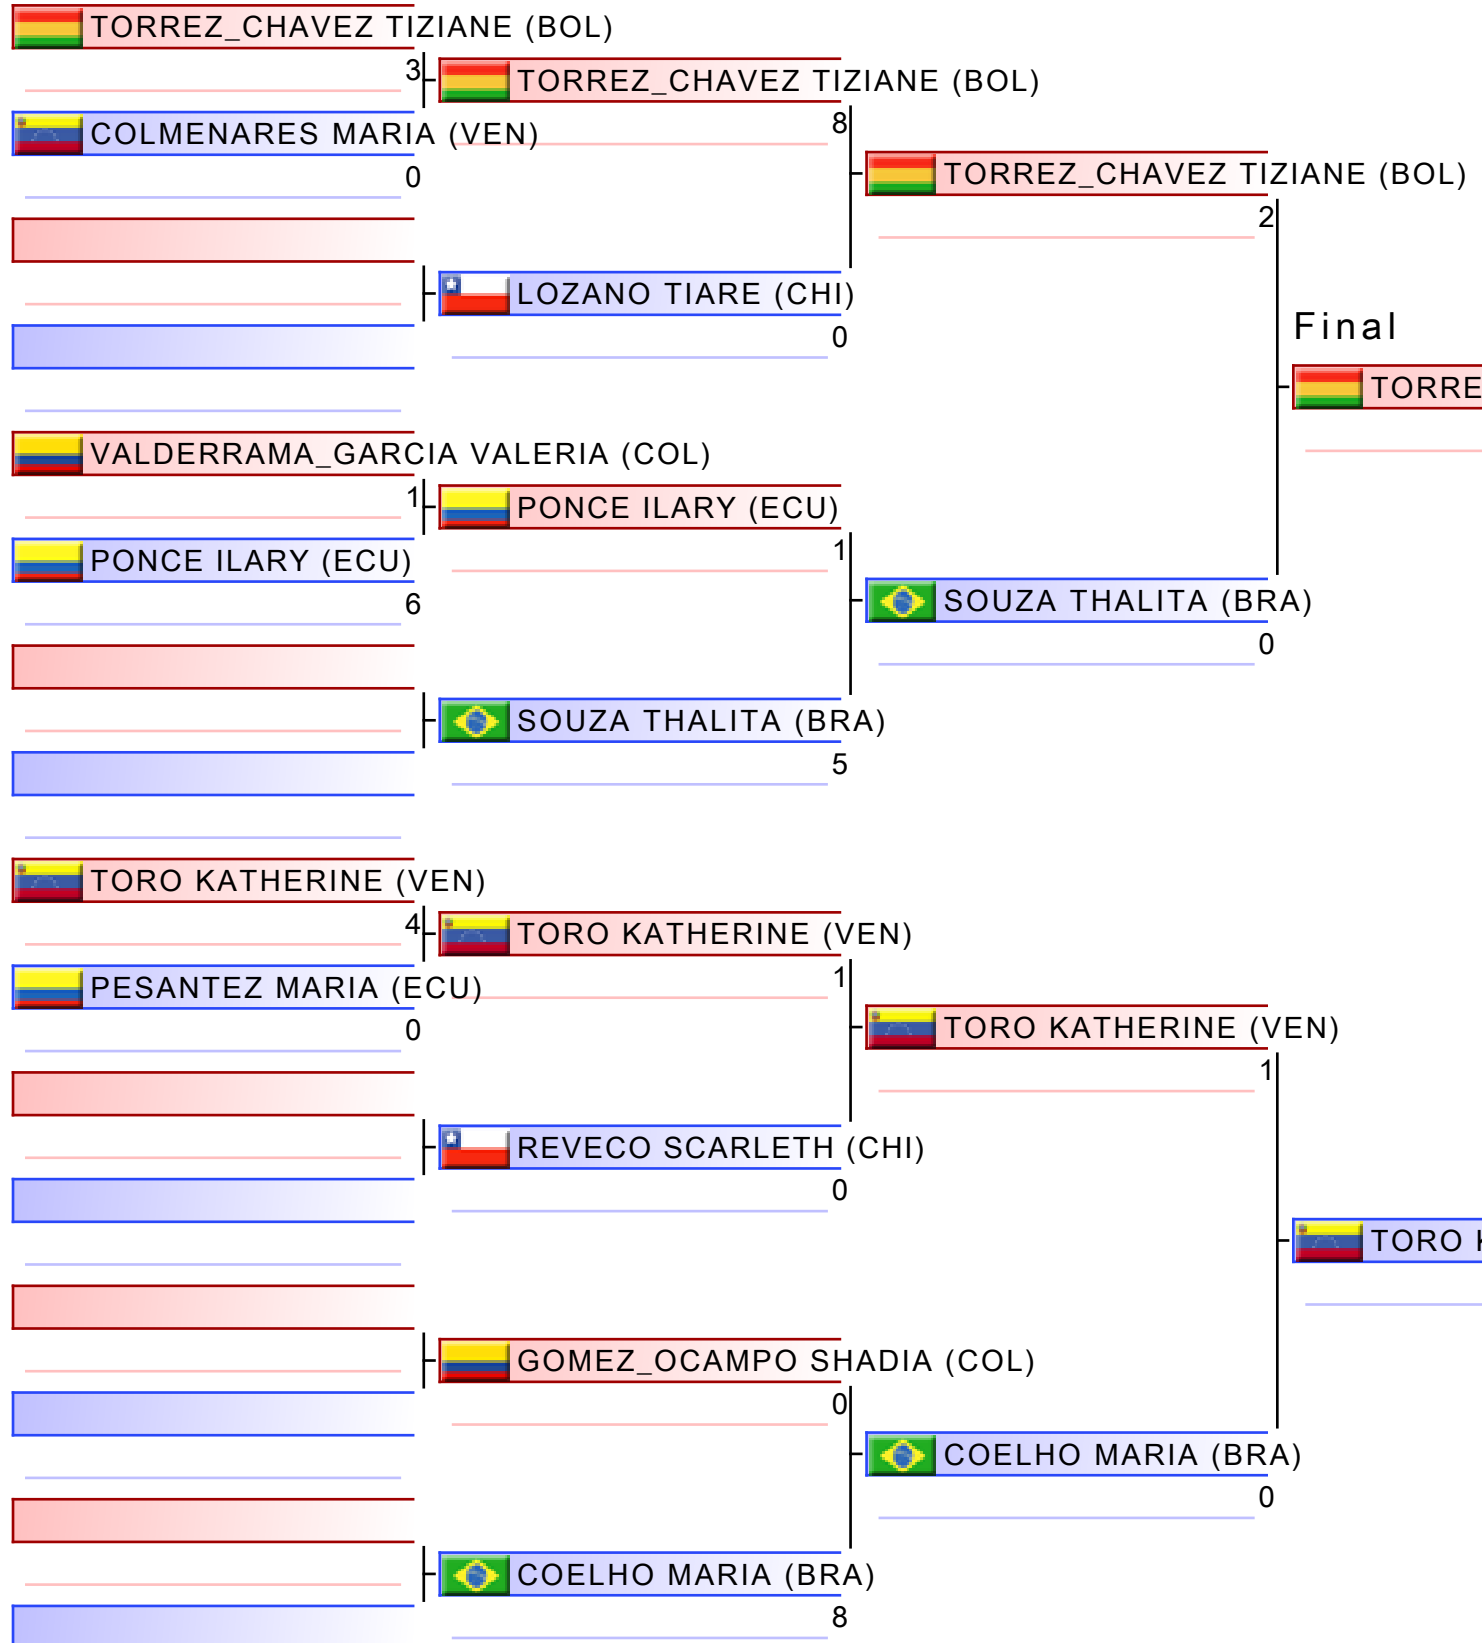 TORREZ_CHAVEZ TIZIANE (BOL)
3
TORREZ_CHAVEZ TIZIANE (BOL)
COLMENARES MARIA (VEN)
8
0
TORREZ_CHAVEZ TIZIANE (BOL)
2
LOZANO TIARE (CHI)
0
Final
TORRE
VALDERRAMA_GARCIA VALERIA (COL)
1
PONCE ILARY (ECU)
PONCE ILARY (ECU)
1
6
SOUZA THALITA (BRA)
0
SOUZA THALITA (BRA)
5
TORO KATHERINE (VEN)
4
TORO KATHERINE (VEN)
PESANTEZ MARIA (ECU)
1
0
TORO KATHERINE (VEN)
1
REVECO SCARLETH (CHI)
0
TORO
GOMEZ_OCAMPO SHADIA (COL)
0
COELHO MARIA (BRA)
0
COELHO MARIA (BRA)
8